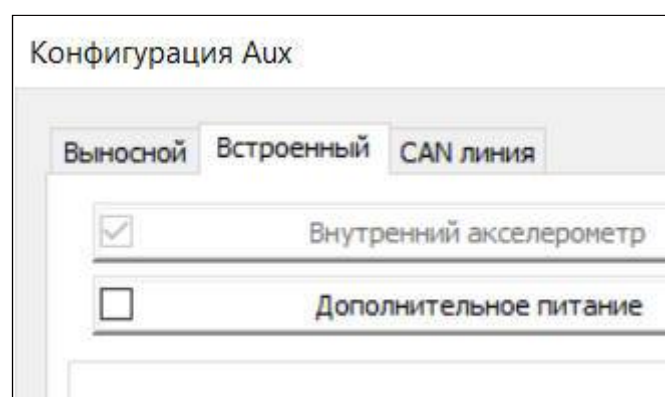 Конфигурация Aux
Выносной Встроенный CAN линия
Внутренний акселерометр
Дополнительное питание